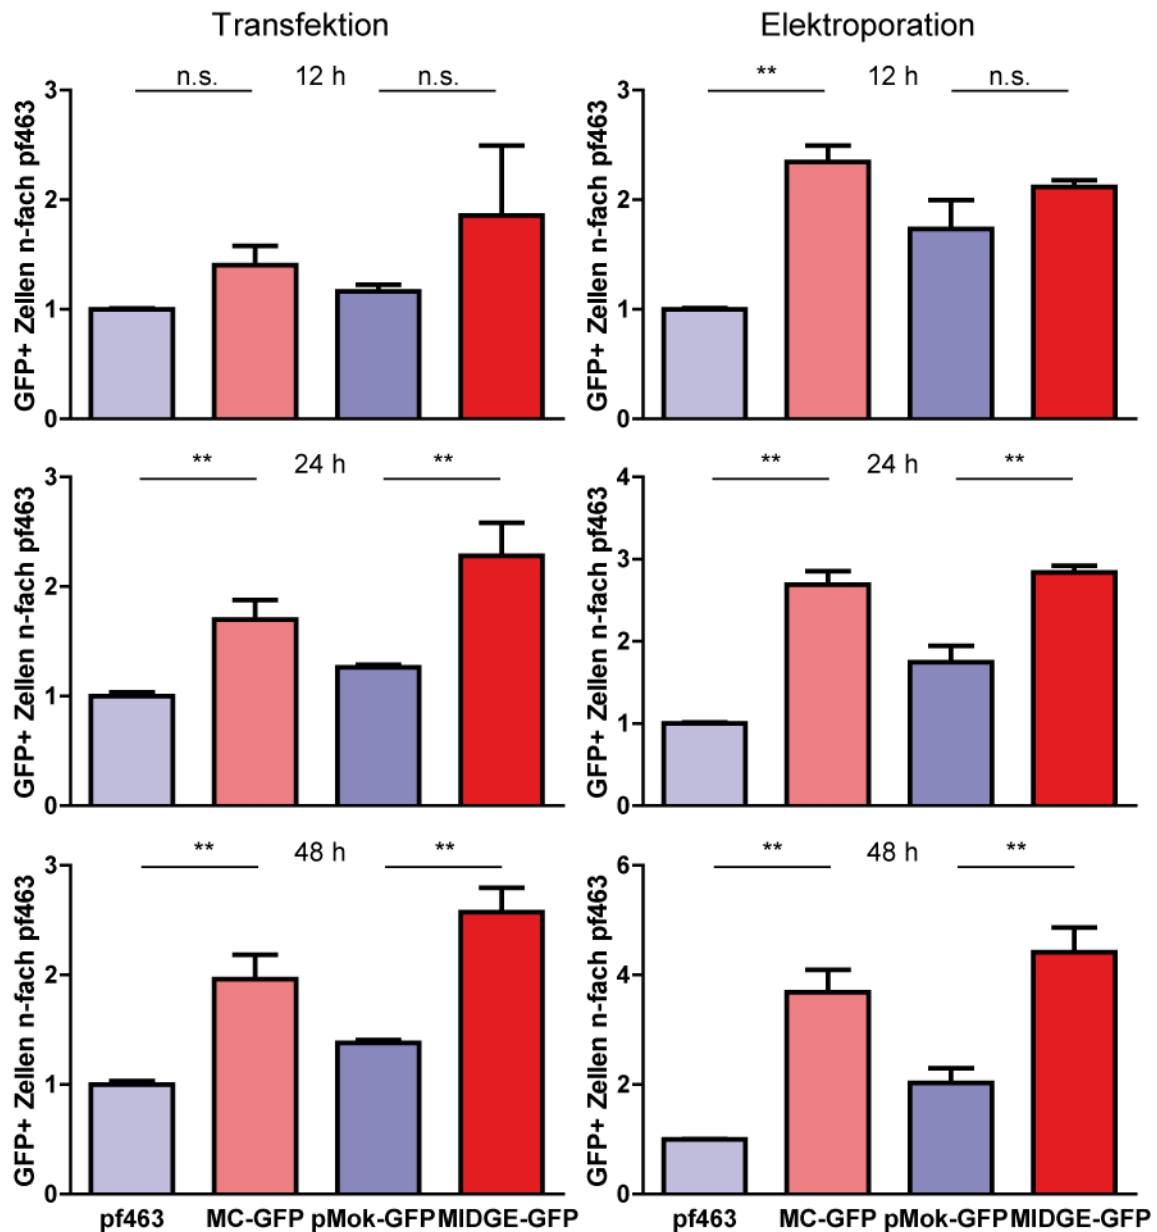 Transfektion
Elektroporation
n.s. 12 h n.s.
3
2
1
0
GFP+ Zellen n-fach pf463
** 12 h n.s.
3
2
1
0
GFP+ Zellen n-fach pf463
** 24 h **
3
2
1
0
GFP+ Zellen n-fach pf463
** 24 h **
4
3
2
1
0
GFP+ Zellen n-fach pf463
** 48 h **
3
2
1
0
GFP+ Zellen n-fach pf463
pf463 MC-GFP pMok-GFP MIDGE-GFP
** 48 h **
6
4
2
0
GFP+ Zellen n-fach pf463
pf463 MC-GFP pMok-GFP MIDGE-GFP